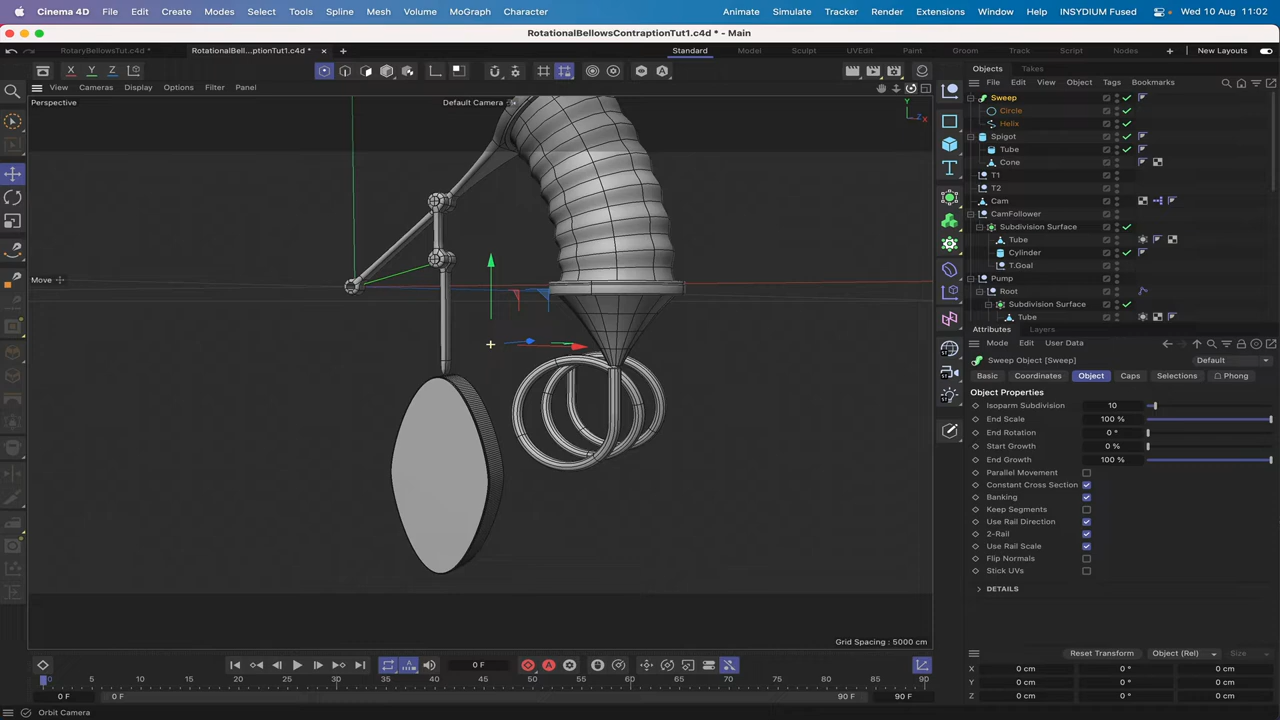 Cinema 4D File Edit Create Modes Select Tools Spline Mesh Volume MoGraph Character Animate Simulate Tracker Render Extensions Window Help INSYDIUM Fused Wed 10 Aug 11:02
RotationalBellowsContraptionTut1.c4d * - Main
RotaryBellowsTut.c4d * RotationalBell...ptionTut1.c4d * Standard Model Sculpt UVEdit Paint Groom Track Script Nodes New Layouts
X Y Z
View Cameras Display Options Filter Panel
Perspective Default Camera
Y
Z X
Move
Grid Spacing : 5000 cm
Objects Takes
File Edit View Object Tags Bookmarks
Sweep
Circle
Helix
Spigot
Tube
Cone
T1
T2
Cam
CamFollower
Subdivision Surface
Tube
Cylinder
T.Goal
Pump
Root
Subdivision Surface
Tube
Attributes Layers
Mode Edit User Data
Sweep Object [Sweep] Default
Basic Coordinates Object Caps Selections Phong
Object Properties
Isoparm Subdivision 10
End Scale 100 %
End Rotation 0 °
Start Growth 0 %
End Growth 100 %
Parallel Movement
Constant Cross Section
Banking
Keep Segments
Use Rail Direction
2-Rail
Use Rail Scale
Flip Normals
Stick UVs
DETAILS
0 F
0 5 10 15 20 25 30 35 40 45 50 55 60 65 70 75 80 85 90
0 F 0 F 90 F 90 F
Reset Transform Object (Rel) Size
X 0 cm 0 ° 0 cm
Y 0 cm 0 ° 0 cm
Z 0 cm 0 ° 0 cm
Orbit Camera